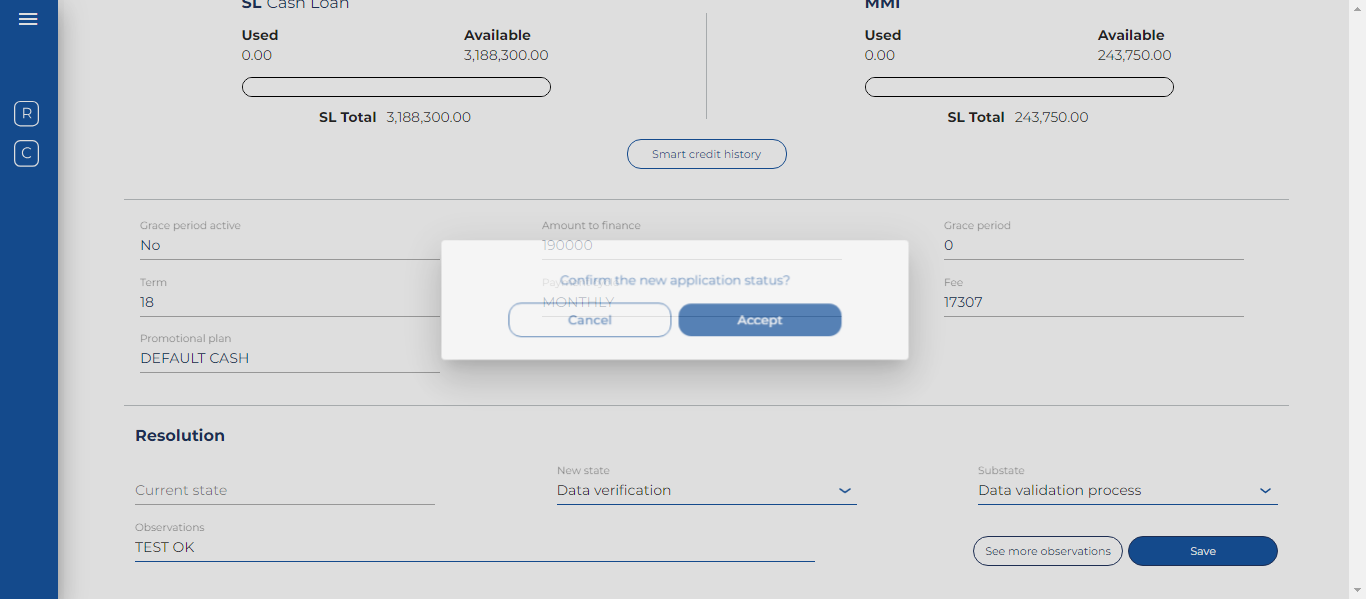 SL Cash Loan
MMI
Used
Available
Used
Available
0.00
3,188,300.00
0.00
243,750.00
SL Total 3,188,300.00
SL Total 243,750.00
R
C
Smart credit history
Grace period active
Amount to finance
Grace period
No
190000
0
Term
Confirm the new application status?
Fee
18
MONTHLY
17307
Cancel
Accept
Promotional plan
DEFAULT CASH
Resolution
New state
Substate
Current state
Data verification
Data validation process
Observations
TEST OK
See more observations
Save